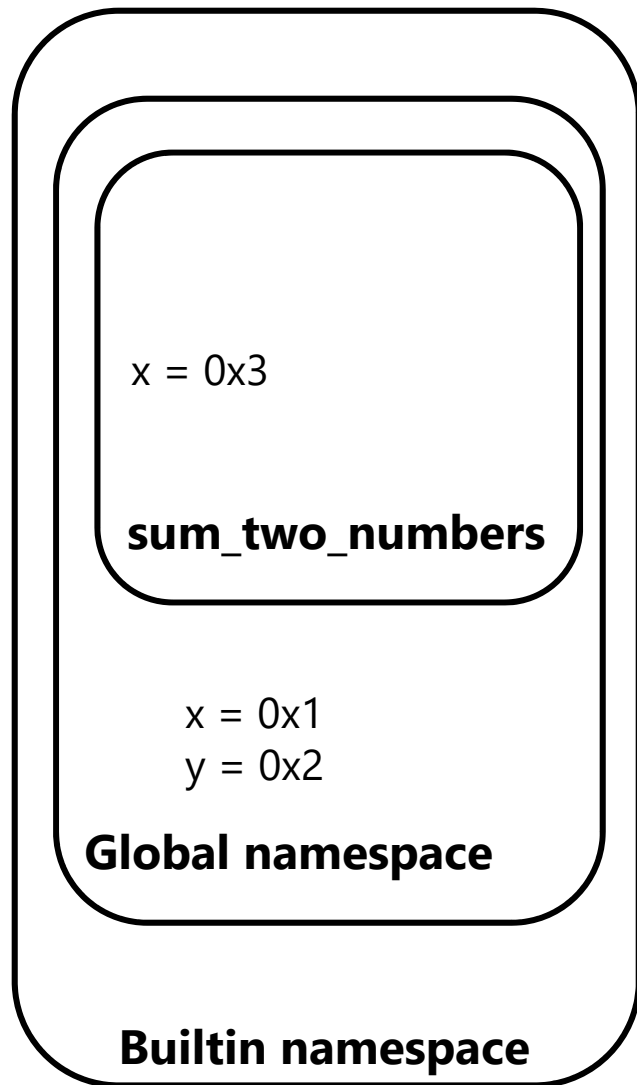 x = 0x3
sum_two_numbers
x = 0x1
y = 0x2
Global namespace
Builtin namespace